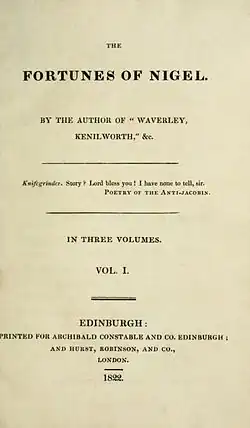 THE
FORTUNES OF NIGEL.
BY THE AUTHOR OF “ WAVERLEY,
KENILWORTH,” &c.
Knifegrinder. Story ? Lord bless you ! I have none to tell, sir.
POETRY OF THE ANTI-JACOBIN.
IN THREE VOLUMES.
VOL. I.
EDINBURGH :
PRINTED FOR ARCHIBALD CONSTABLE AND CO. EDINBURGH ;
AND HURST, ROBINSON, AND CO.,
LONDON.
1822.